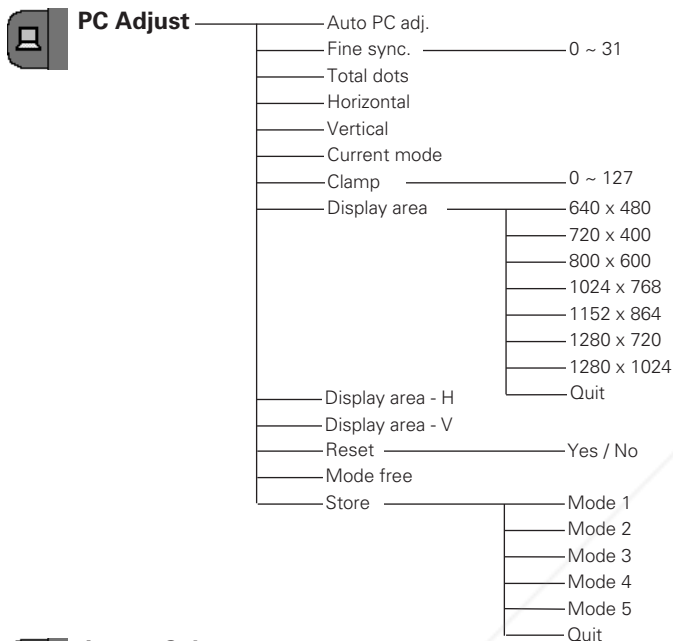 PC Adjust
Auto PC adj.
Fine sync. 0 ~ 31
Total dots
Horizontal
Vertical
Current mode
Clamp 0 ~ 127
Display area 640 x 480
720 x 400
800 x 600
1024 x 768
1152 x 864
1280 x 720
1280 x 1024
Quit
Display area - H
Display area - V
Reset Yes / No
Mode free
Store Mode 1
Mode 2
Mode 3
Mode 4
Mode 5
Quit